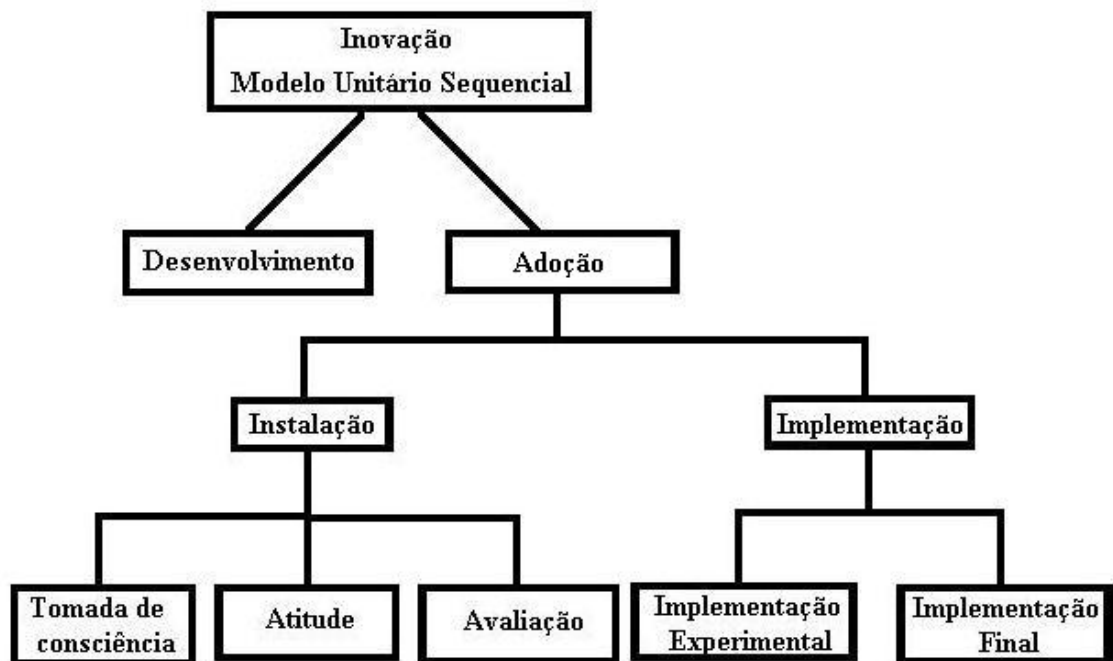 Inovação
Modelo Unitário Sequencial
Desenvolvimento
Adoção
Instalação
Implementação
Tomada de
consciência
Atitude
Avaliação
Implementação
Experimental
Implementação
Final